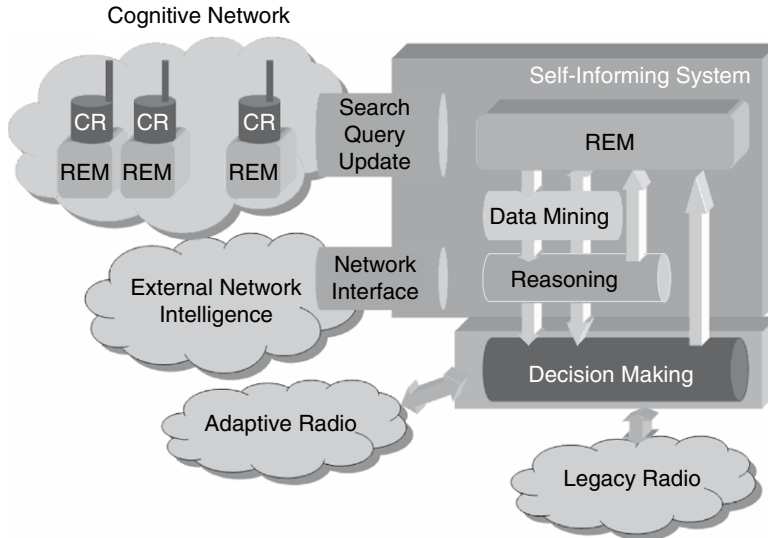 Cognitive Network
Self-Informing System
CR
CR
CR
REM
REM
REM
Search
Query
Update
REM
Data Mining
External Network
Intelligence
Network
Interface
Reasoning
Decision Making
Adaptive Radio
Legacy Radio